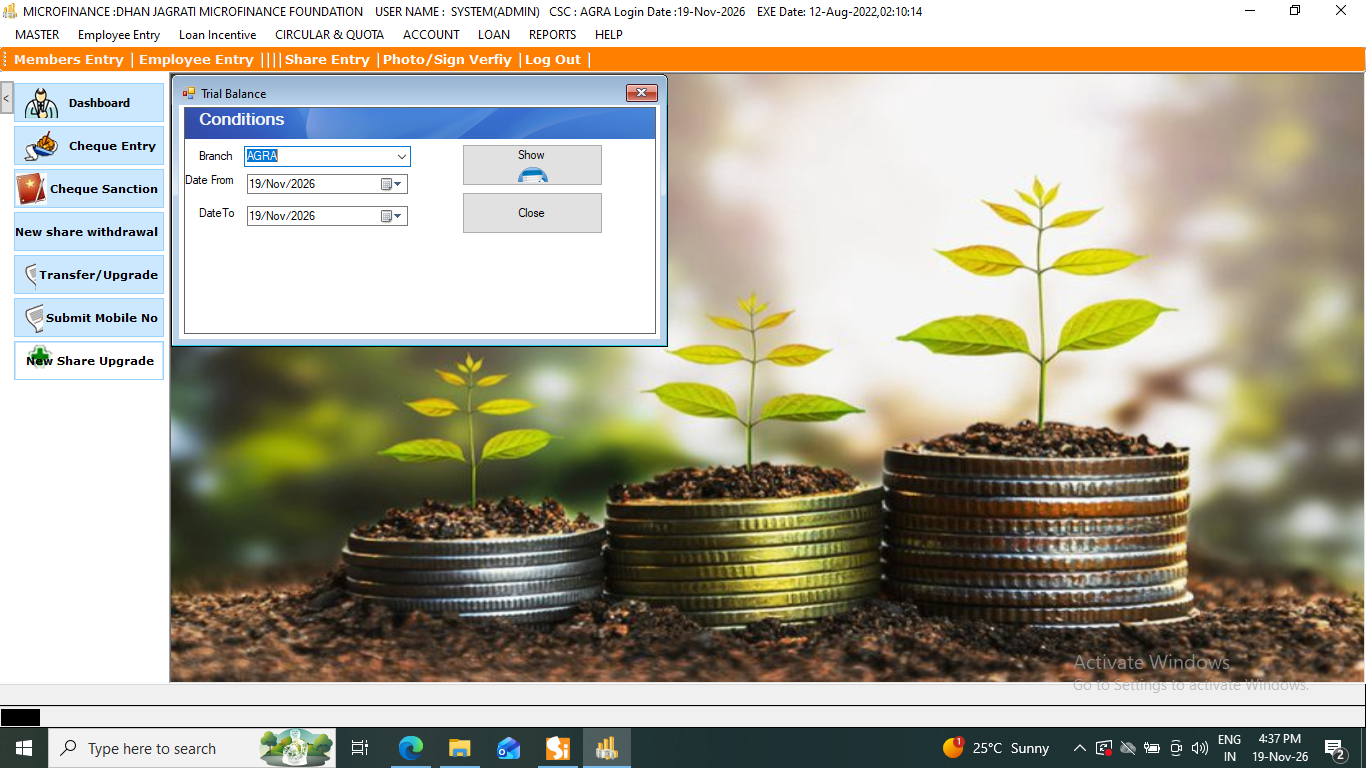 MICROFINANCE :DHAN JAGRATI MICROFINANCE FOUNDATION USER NAME : SYSTEM(ADMIN) CSC : AGRA Login Date :19-Nov-2026 EXE Date: 12-Aug-2022,02:10:14
MASTER Employee Entry Loan Incentive CIRCULAR & QUOTA ACCOUNT LOAN REPORTS HELP
Members Entry | Employee Entry ||||Share Entry |Photo/Sign Verfiy |Log Out |
<
Dashboard
Cheque Entry
Cheque Sanction
New share withdrawal
Transfer/Upgrade
Submit Mobile No
New Share Upgrade
Trial Balance
Conditions
Branch AGRA Show
Date From 19/Nov/2026
DateTo 19/Nov/2026 Close
Activate Windows
Go to Settings to activate Windows.
Type here to search
1 25°C Sunny
ENG IN
4:37 PM
19-Nov-26
2